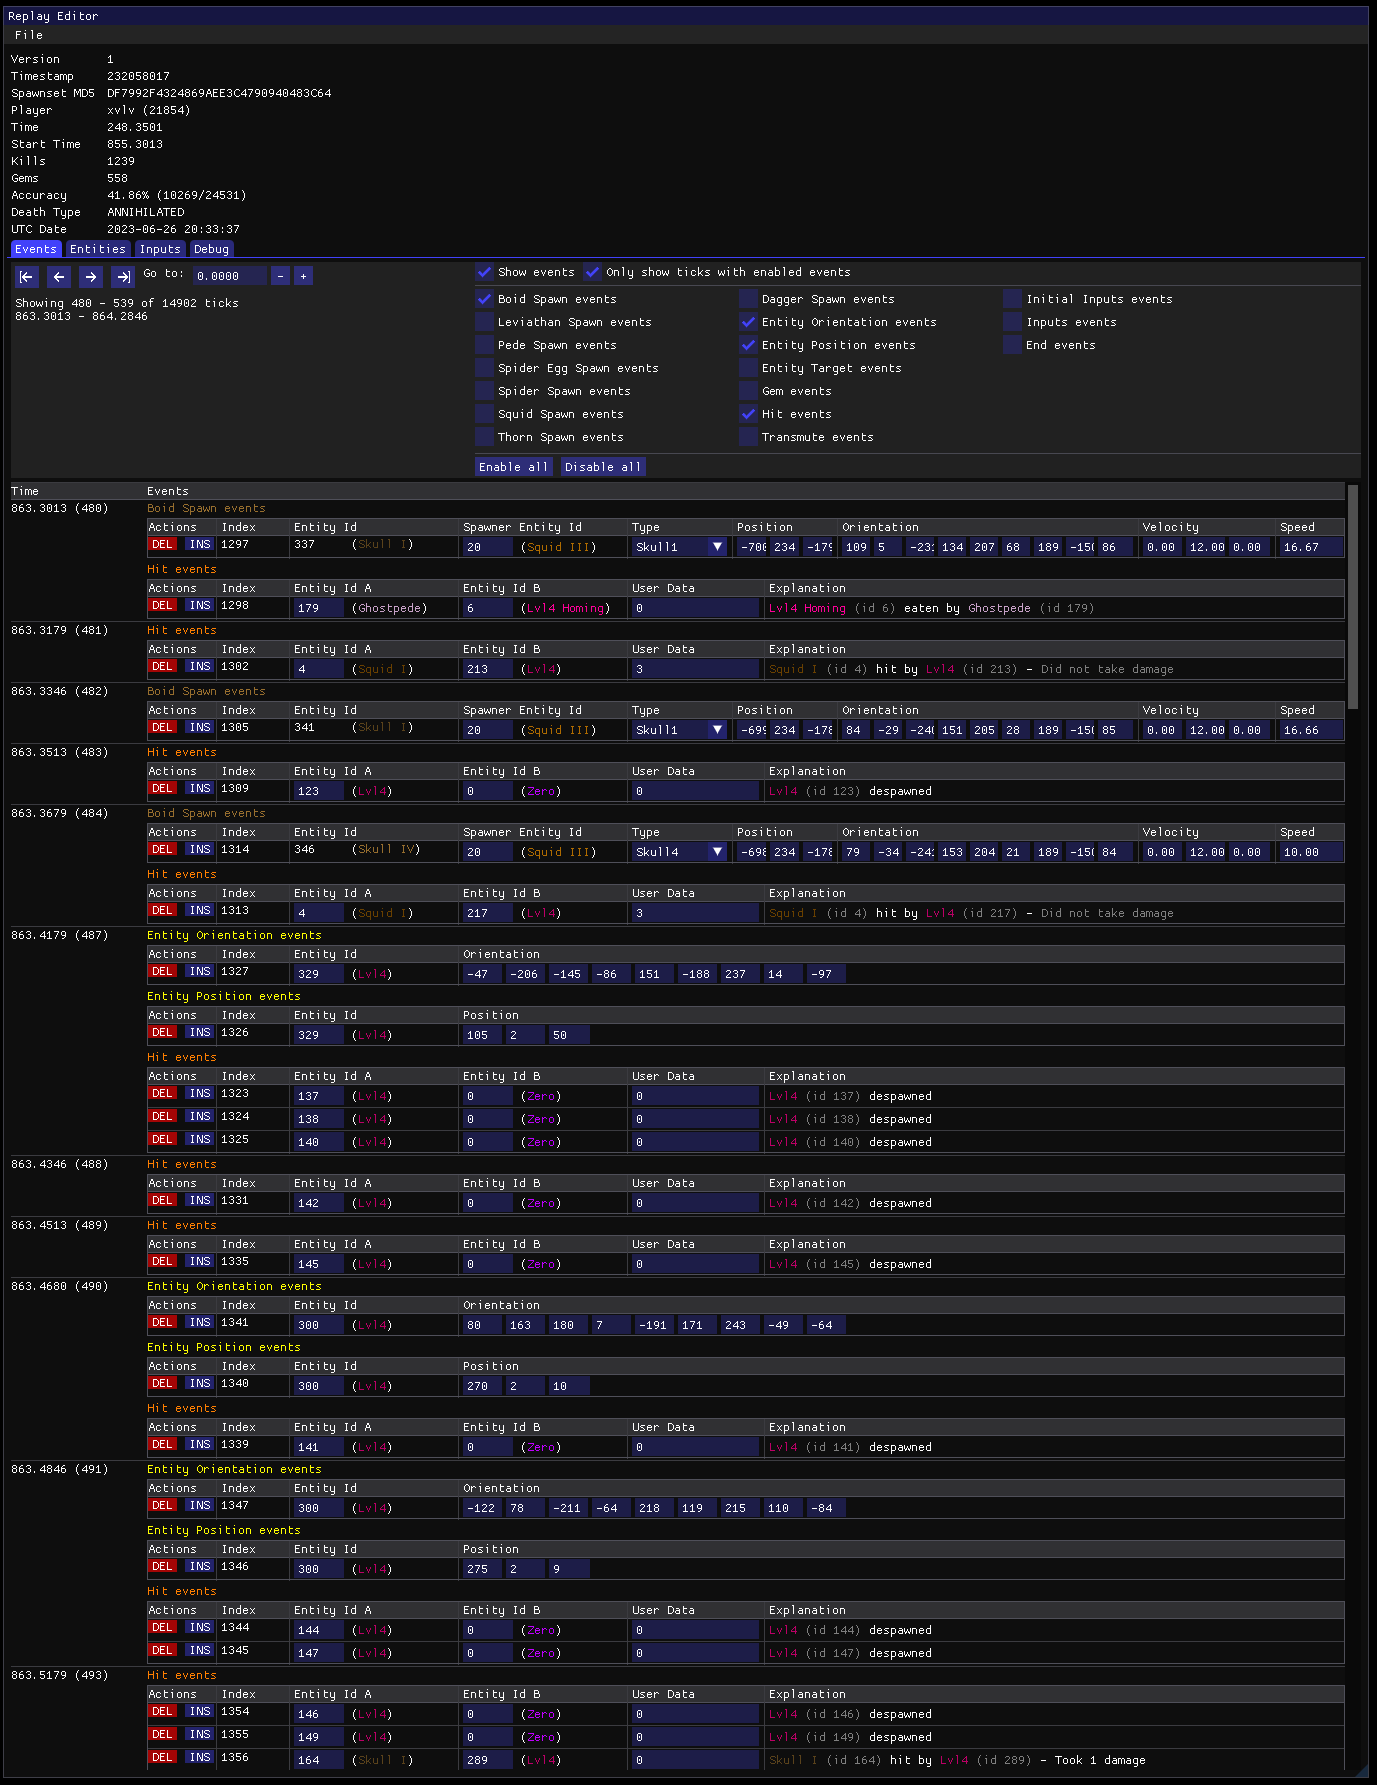 Replay Editor
File
Version 1
Timestamp 232058017
Spawnset MD5 DF7992F4324869AEE3C4790940483C64
Player xvlv (21854)
Time 248.3501
Start Time 855.3013
Kills 1239
Gems 558
Accuracy 41.86% (10269/24531)
Death Type ANNIHILATED
UTC Date 2023-06-26 20:33:37
Events Entities Inputs Debug
Go to: 0.0000 - +
Showing 480 - 539 of 14902 ticks
863.3013 - 864.2846
Show events Only show ticks with enabled events
Boid Spawn events Dagger Spawn events Initial Inputs events
Leviathan Spawn events Entity Orientation events Inputs events
Pede Spawn events Entity Position events End events
Spider Egg Spawn events Entity Target events
Spider Spawn events Gem events
Squid Spawn events Hit events
Thorn Spawn events Transmute events
Enable all Disable all
Time Events
863.3013 (480) Boid Spawn events
Actions Index Entity Id Spawner Entity Id Type Position Orientation Velocity Speed
DEL INS 1297 337 (Skull I) 20 (Squid III) Skull1 234 109 5 134 207 68 189 86 0.00 12.00 0.00 16.67
Hit events
Actions Index Entity Id A Entity Id B User Data Explanation
DEL INS 1298 179 (Ghostpede) 6 (Lvl4 Homing) 0 Lvl4 Homing (id 6) eaten by Ghostpede (id 179)
863.3179 (481) Hit events
Actions Index Entity Id A Entity Id B User Data Explanation
DEL INS 1302 4 (Squid I) 213 (Lvl4) 3 Squid I (id 4) hit by Lvl4 (id 213) - Did not take damage
863.3346 (482) Boid Spawn events
Actions Index Entity Id Spawner Entity Id Type Position Orientation Velocity Speed
DEL INS 1305 341 (Skull I) 20 (Squid III) Skull1 234 84 -29 151 205 28 189 85 0.00 12.00 0.00 16.66
863.3513 (483) Hit events
Actions Index Entity Id A Entity Id B User Data Explanation
DEL INS 1309 123 (Lvl4) 0 (Zero) 0 Lvl4 (id 123) despawned
863.3679 (484) Boid Spawn events
Actions Index Entity Id Spawner Entity Id Type Position Orientation Velocity Speed
DEL INS 1314 346 (Skull IV) 20 (Squid III) Skull4 234 79 -34 153 204 21 189 84 0.00 12.00 0.00 10.00
Hit events
Actions Index Entity Id A Entity Id B User Data Explanation
DEL INS 1313 4 (Squid I) 217 (Lvl4) 3 Squid I (id 4) hit by Lvl4 (id 217) - Did not take damage
863.4179 (487) Entity Orientation events
Actions Index Entity Id Orientation
DEL INS 1327 329 (Lvl4) -47 -206 -145 -86 151 -188 237 14 -97
Entity Position events
Actions Index Entity Id Position
DEL INS 1326 329 (Lvl4) 105 2 50
Hit events
Actions Index Entity Id A Entity Id B User Data Explanation
DEL INS 1323 137 (Lvl4) 0 (Zero) 0 Lvl4 (id 137) despawned
DEL INS 1324 138 (Lvl4) 0 (Zero) 0 Lvl4 (id 138) despawned
DEL INS 1325 140 (Lvl4) 0 (Zero) 0 Lvl4 (id 140) despawned
863.4346 (488) Hit events
Actions Index Entity Id A Entity Id B User Data Explanation
DEL INS 1331 142 (Lvl4) 0 (Zero) 0 Lvl4 (id 142) despawned
863.4513 (489) Hit events
Actions Index Entity Id A Entity Id B User Data Explanation
DEL INS 1335 145 (Lvl4) 0 (Zero) 0 Lvl4 (id 145) despawned
863.4680 (490) Entity Orientation events
Actions Index Entity Id Orientation
DEL INS 1341 300 (Lvl4) 80 163 180 7 -191 171 243 -49 -64
Entity Position events
Actions Index Entity Id Position
DEL INS 1340 300 (Lvl4) 270 2 10
Hit events
Actions Index Entity Id A Entity Id B User Data Explanation
DEL INS 1339 141 (Lvl4) 0 (Zero) 0 Lvl4 (id 141) despawned
863.4846 (491) Entity Orientation events
Actions Index Entity Id Orientation
DEL INS 1347 300 (Lvl4) -122 78 -211 -64 218 119 215 110 -84
Entity Position events
Actions Index Entity Id Position
DEL INS 1346 300 (Lvl4) 275 2 9
Hit events
Actions Index Entity Id A Entity Id B User Data Explanation
DEL INS 1344 144 (Lvl4) 0 (Zero) 0 Lvl4 (id 144) despawned
DEL INS 1345 147 (Lvl4) 0 (Zero) 0 Lvl4 (id 147) despawned
863.5179 (493) Hit events
Actions Index Entity Id A Entity Id B User Data Explanation
DEL INS 1354 146 (Lvl4) 0 (Zero) 0 Lvl4 (id 146) despawned
DEL INS 1355 149 (Lvl4) 0 (Zero) 0 Lvl4 (id 149) despawned
DEL INS 1356 164 (Skull I) 289 (Lvl4) 0 Skull I (id 164) hit by Lvl4 (id 289) - Took 1 damage